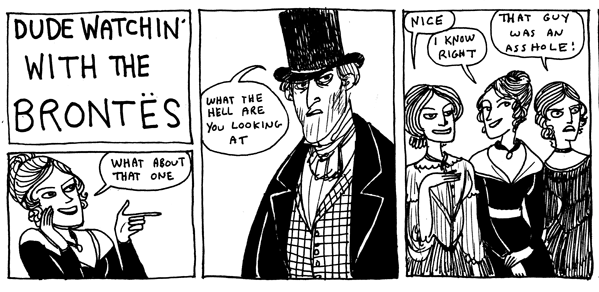 DUDE WATCHIN'
WITH THE
BRONTËS
WHAT ABOUT
THAT ONE
WHAT THE
HELL ARE
YOU LOOKING
AT
NICE
I KNOW
RIGHT
THAT GUY
WAS AN
ASSHOLE!